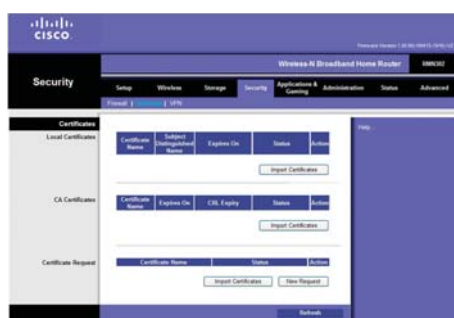 CISCO
Wireless-N Broadband Home Router
Security
Setup Wireless Storage Security Applications & Gaming Administration Status Advanced
Firewall | | VPN
Certificates
Help
Local Certificates
Certificate Name Subject Distinguished Name Expires On Status Action
Import Certificates
CA Certificates
Certificate Name Expires On CRL Expiry Status Action
Import Certificates
Certificate Request
Certificate Name Status Action
Import Certificates New Request
Refresh